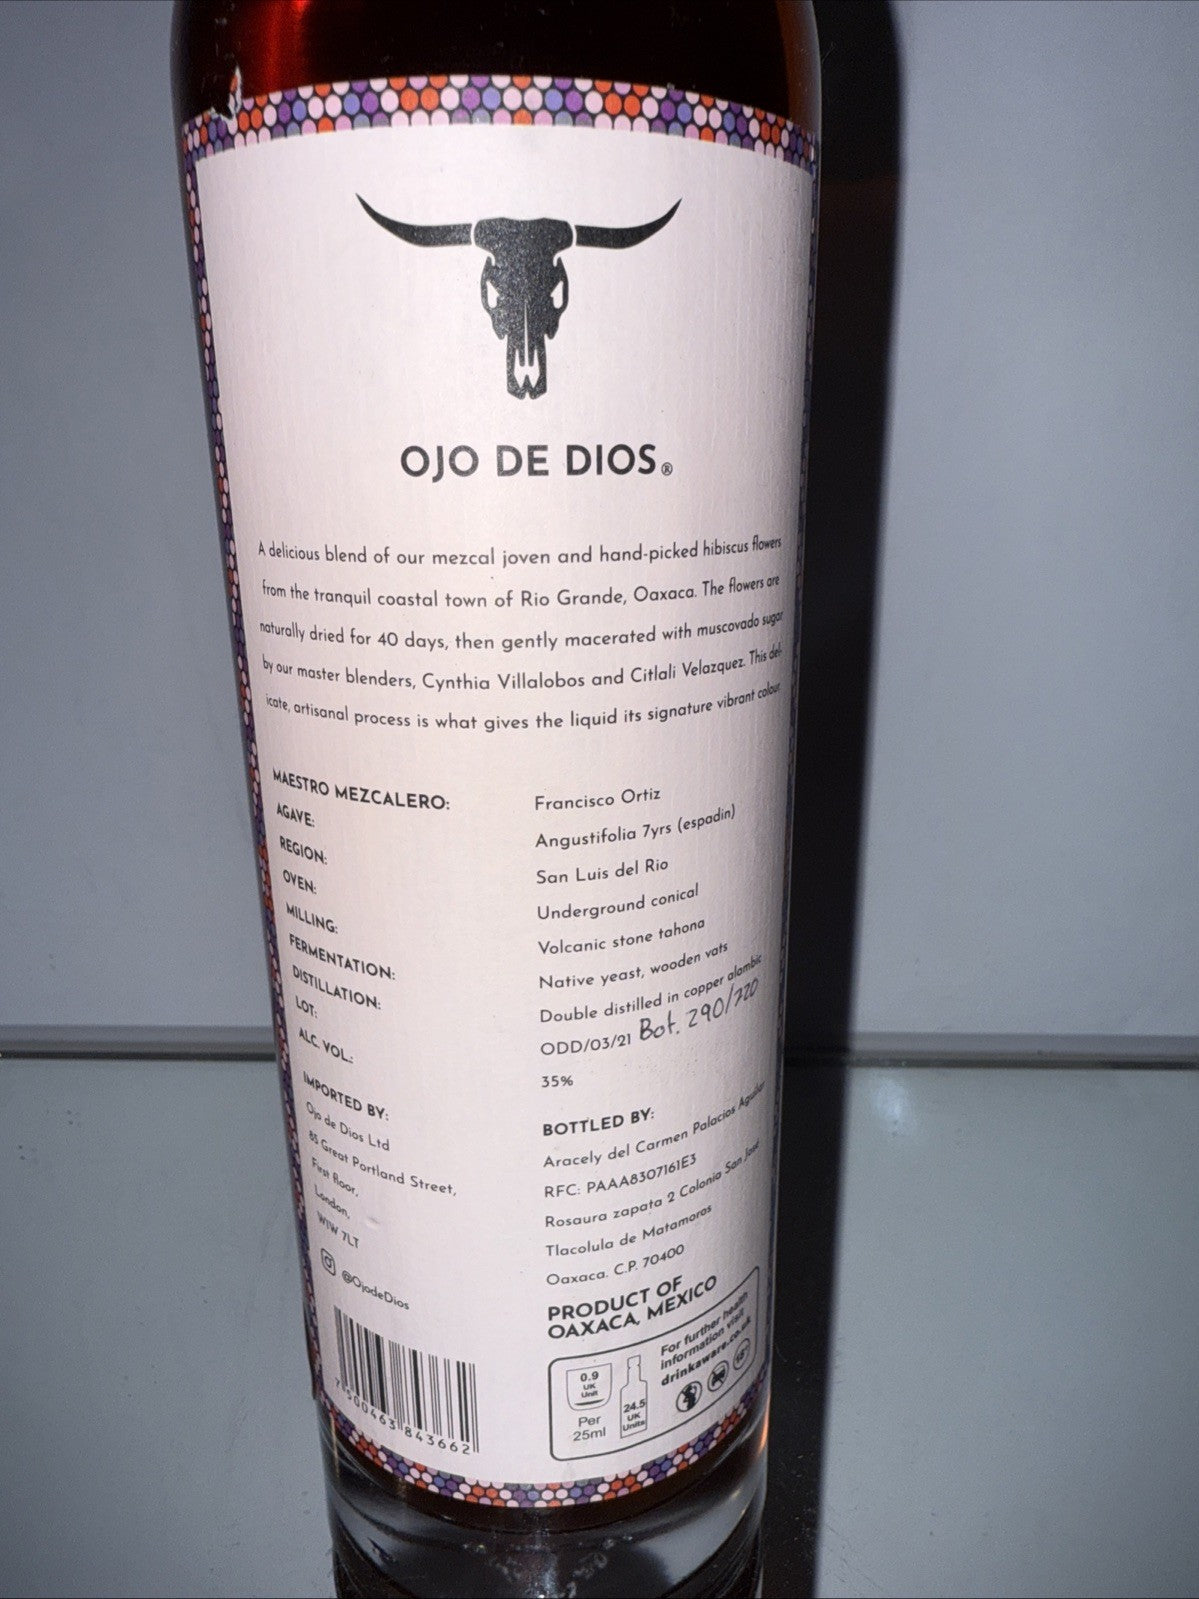 OJO DE DIOS®
A delicious blend of our mezcal joven and hand-picked hibiscus flowers
from the tranquil coastal town of Rio Grande, Oaxaca. The flowers are
naturally dried for 40 days, then gently macerated with muscovado sugar
by our master blenders, Cynthia Villalobos and Citlali Velazquez. This del-
icate, artisanal process is what gives the liquid its signature vibrant colour
MAESTRO MEZCALERO: Francisco Ortiz
AGAVE: Angustifolia 7yrs (espadin)
REGION: San Luis del Rio
OVEN: Underground conical
MILLING: Volcanic stone tahona
FERMENTATION: Native yeast, wooden vats
DISTILLATION: Double distilled in copper alambic
LOT: ODD/03/21 Bot. 290/720
ALC. VOL.: 35%
IMPORTED BY:
Ojo de Dios Ltd
85 Great Portland Street,
First floor,
London,
W1W 7LT
@OjodeDios
7500463843662
BOTTLED BY:
Aracely del Carmen Palacios Aguilar
RFC: PAAA8307161E3
Rosaura zapata 2 Colonia San José
Tlacolula de Matamoros
Oaxaca. C.P. 70400
PRODUCT OF
OAXACA, MEXICO
0.9
UK
Unit
Per
25ml
24.5
UK
Units
For further health
information visit
drinkaware.co.uk
18+